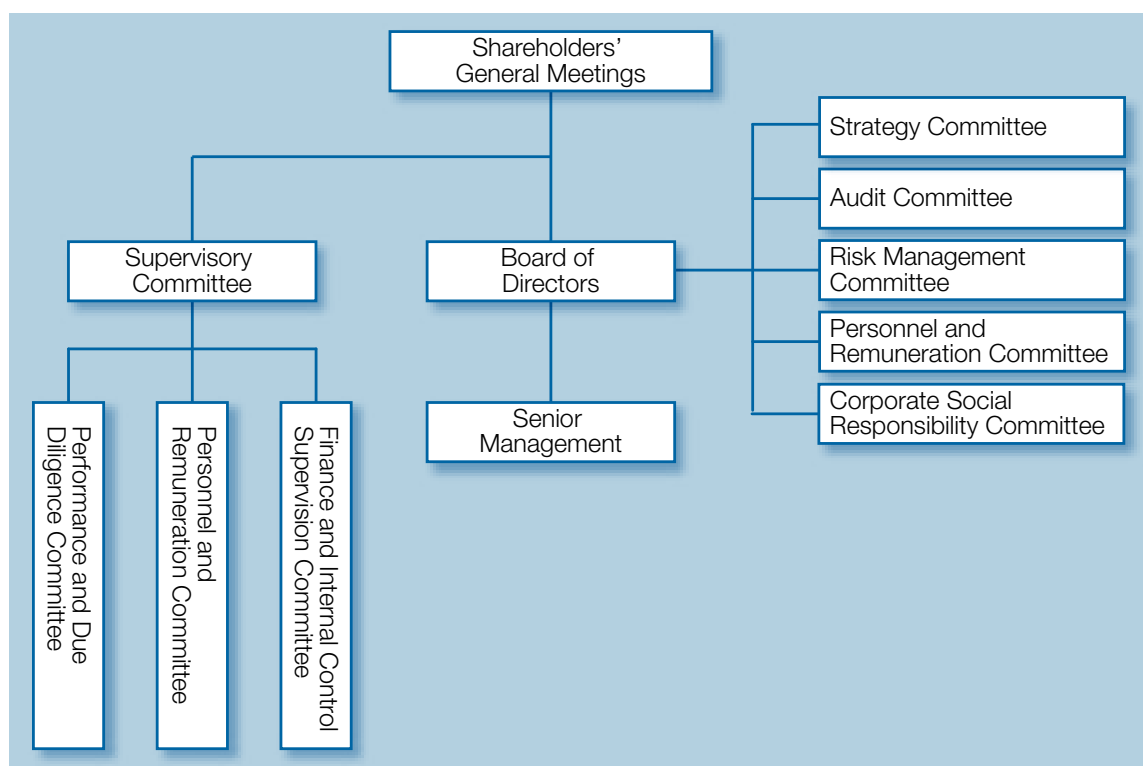 Shareholders’
General Meetings
Strategy Committee
Audit Committee
Supervisory
Committee
Board of
Directors
Risk Management
Committee
Personnel and
Remuneration Committee
Senior
Management
Corporate Social
Responsibility Committee
Performance and Due
Diligence Committee
Personnel and
Remuneration Committee
Finance and Internal Control
Supervision Committee